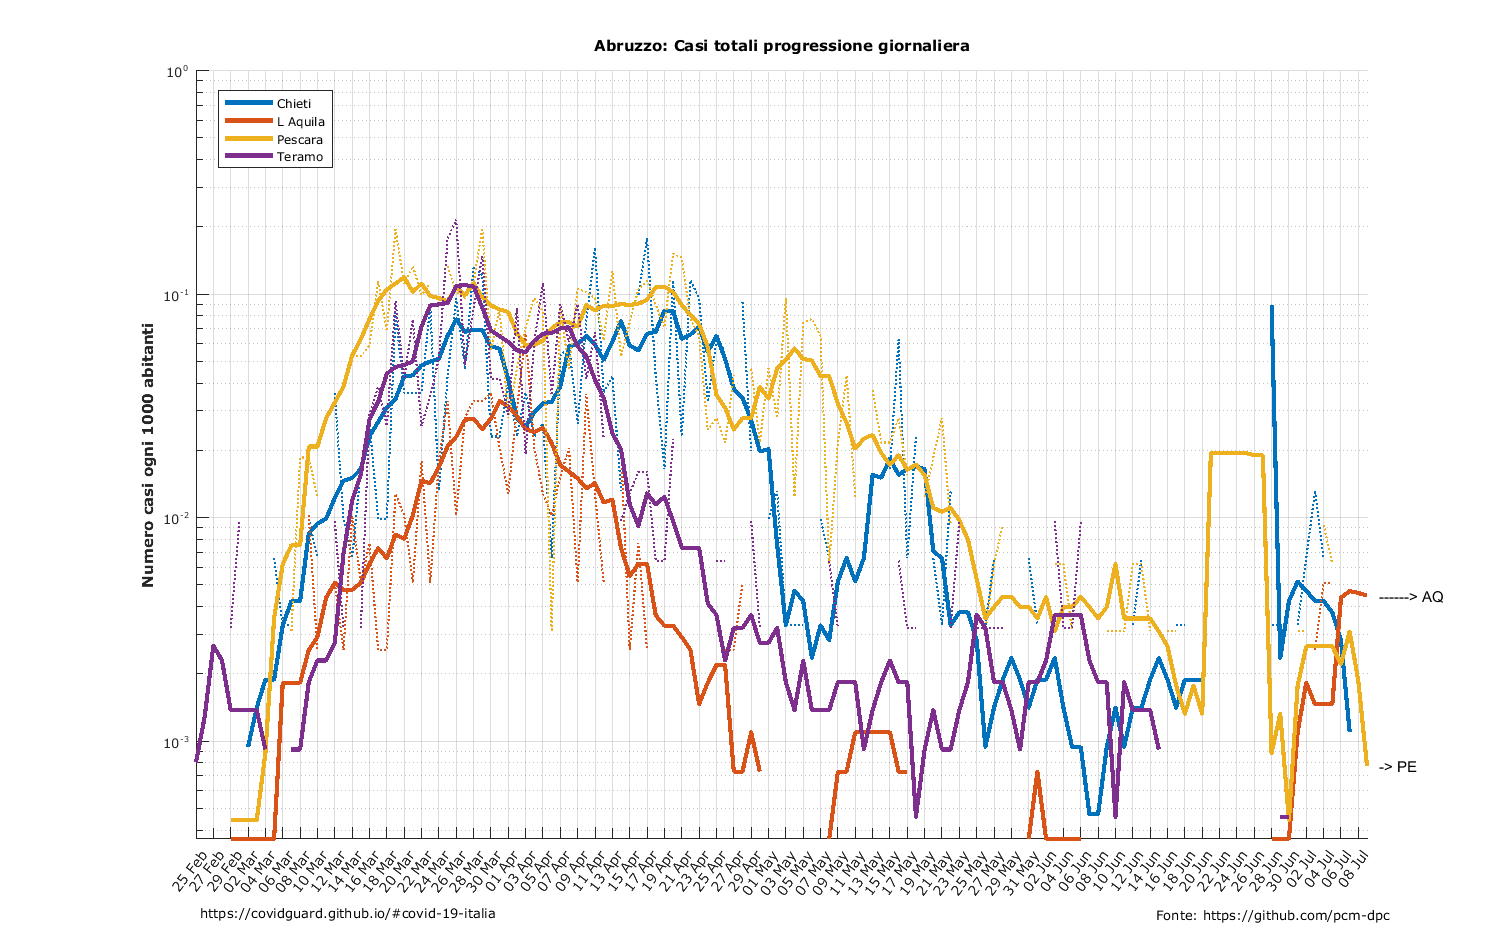 Abruzzo: Casi totali progressione giornaliera
10^0
10^-1
10^-2
10^-3
Numero casi ogni 1000 abitanti
Chieti
L Aquila
Pescara
Teramo
------> AQ
-> PE
25 Feb
27 Feb
29 Feb
02 Mar
04 Mar
06 Mar
08 Mar
10 Mar
12 Mar
14 Mar
16 Mar
18 Mar
20 Mar
22 Mar
24 Mar
26 Mar
28 Mar
30 Mar
01 Apr
03 Apr
05 Apr
07 Apr
09 Apr
11 Apr
13 Apr
15 Apr
17 Apr
19 Apr
21 Apr
23 Apr
25 Apr
27 Apr
29 Apr
01 May
03 May
05 May
07 May
09 May
11 May
13 May
15 May
17 May
19 May
21 May
23 May
25 May
27 May
29 May
31 May
02 Jun
04 Jun
06 Jun
08 Jun
10 Jun
12 Jun
14 Jun
16 Jun
18 Jun
20 Jun
22 Jun
24 Jun
26 Jun
28 Jun
30 Jun
02 Jul
04 Jul
06 Jul
08 Jul
https://covidguard.github.io/#covid-19-italia
Fonte: https://github.com/pcm-dpc